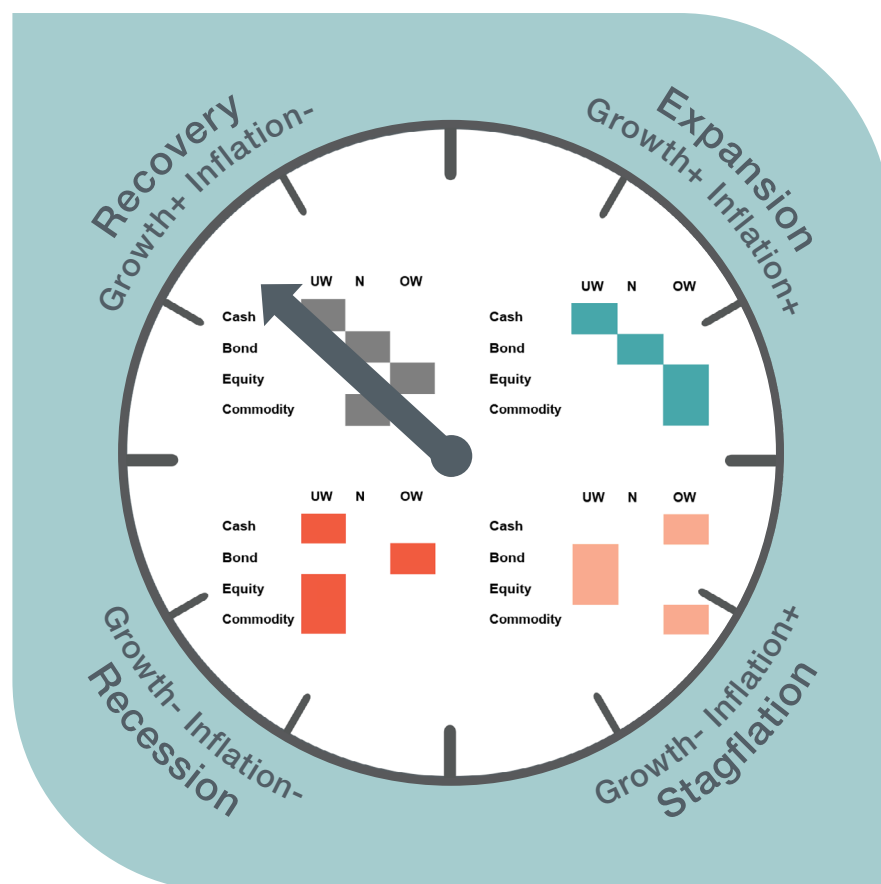 Recovery
Growth+ Inflation-
Expansion
Growth+ Inflation+
UW N OW
Cash
Bond
Equity
Commodity
UW N OW
Cash
Bond
Equity
Commodity
UW N OW
Cash
Bond
Equity
Commodity
UW N OW
Cash
Bond
Equity
Commodity
Growth- Inflation-
Recession
Growth- Inflation+
Stagflation